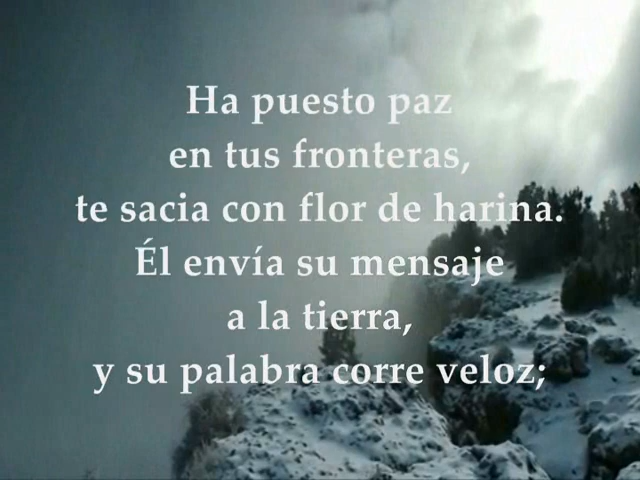 Ha puesto paz
en tus fronteras,
te sacia con flor de harina.
Él envía su mensaje
a la tierra,
y su palabra corre veloz;